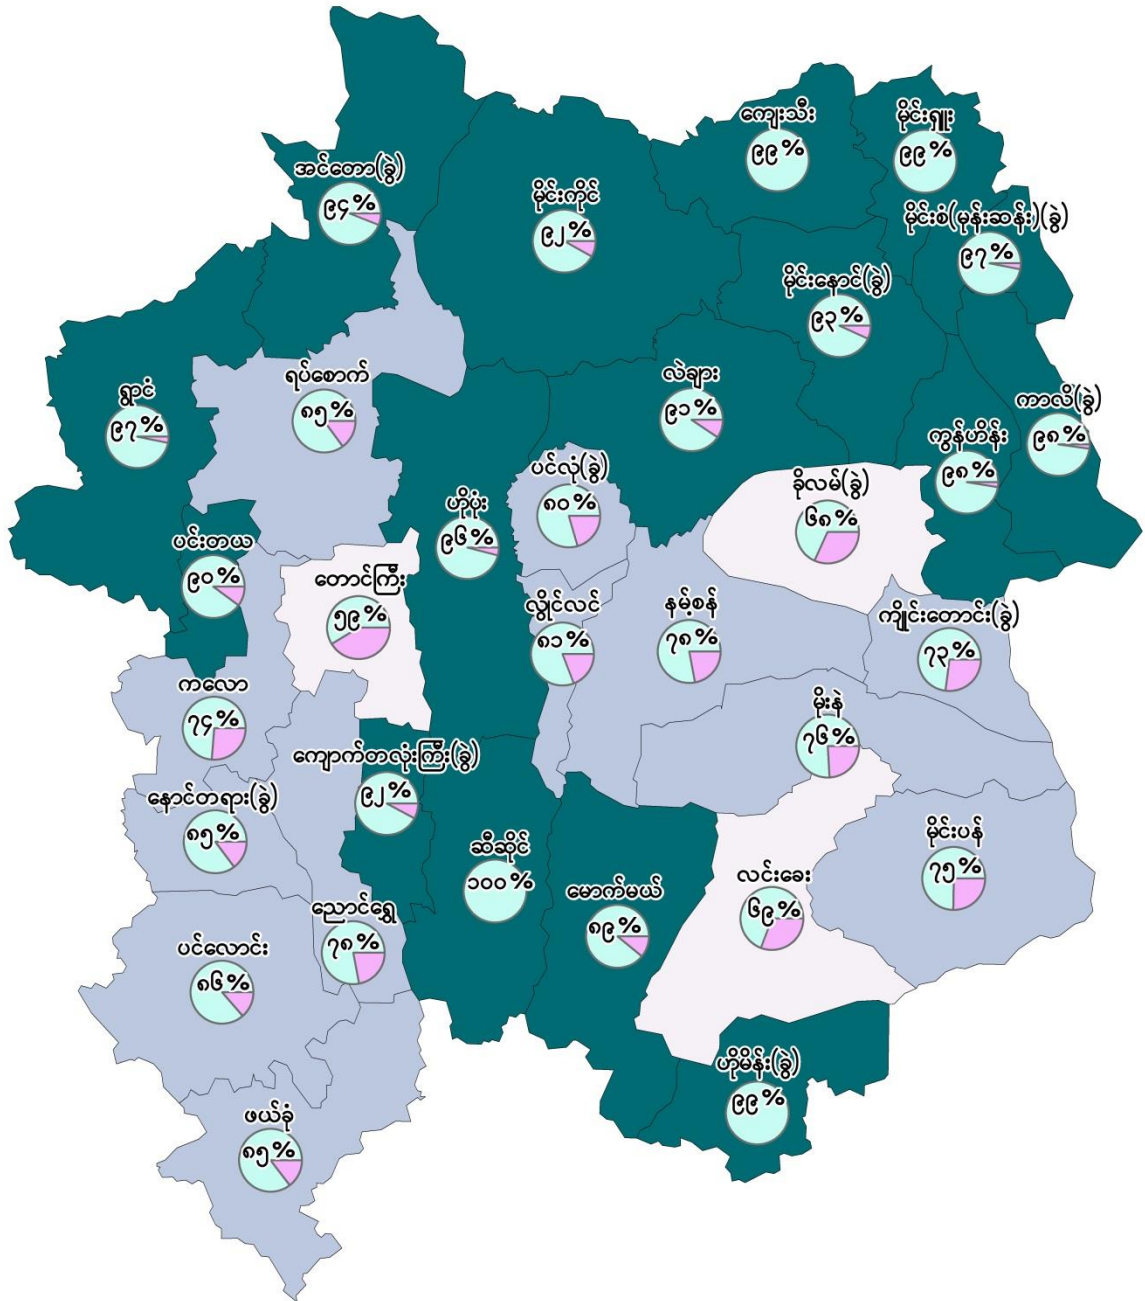 ကျေးသီး
၉၉%
မိုင်းရှူး
၉၉%
အင်တော(ခွဲ)
၉၄%
မိုင်းကိုင်
၉၂%
မိုင်းစံ(မုန်းဆန်း)(ခွဲ)
၉၇%
မိုင်းနောင်(ခွဲ)
၉၃%
ရွာငံ
၉၇%
ရပ်စောက်
၈၅%
လဲချား
၉၁%
ကာလိ(ခွဲ)
၉၈%
ကွန်ဟိန်း
၉၈%
ပင်လုံ(ခွဲ)
၈၀%
ခိုလမ်(ခွဲ)
၆၈%
ဟိုပုံး
၉၆%
ပင်းတယ
၉၀%
တောင်ကြီး
၅၉%
လွိုင်လင်
၈၁%
နမ့်စန်
၇၈%
ကျိုင်းတောင်း(ခွဲ)
၇၃%
ကလော
၇၄%
မိုးနဲ
၇၆%
ကျောက်တလုံးကြီး(ခွဲ)
၉၂%
နောင်တရား(ခွဲ)
၈၅%
ဆီဆိုင်
၁၀၀%
မိုင်းပန်
၇၅%
လင်းခေး
၆၉%
မောက်မယ်
၈၉%
ညောင်ရွှေ
၇၈%
ပင်လောင်း
၈၆%
ဟိုမိန်း(ခွဲ)
၉၉%
ဖယ်ခုံ
၈၅%